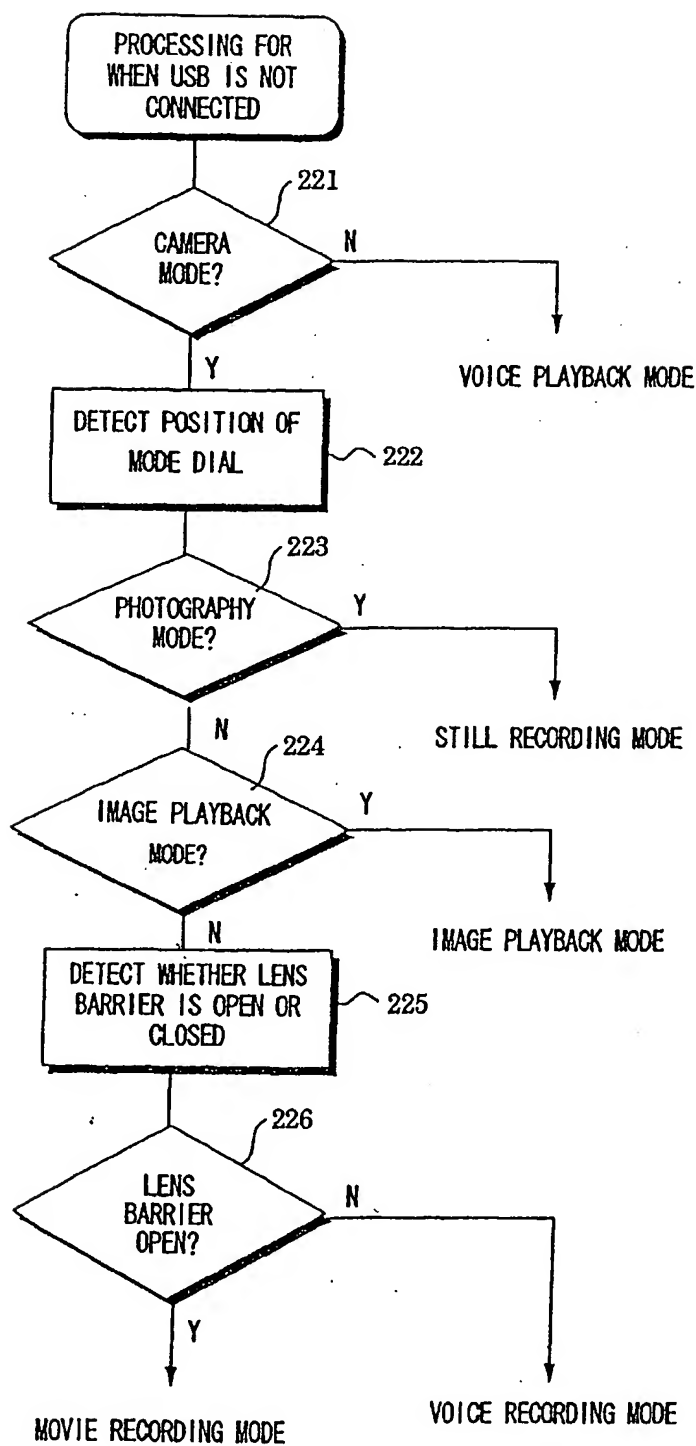 PROCESSING FOR
WHEN USB IS NOT
CONNECTED
221
CAMERA
MODE?
N
Y
VOICE PLAYBACK MODE
DETECT POSITION OF
MODE DIAL
222
223
PHOTOGRAPHY
MODE?
Y
N
STILL RECORDING MODE
224
IMAGE PLAYBACK
MODE?
Y
N
IMAGE PLAYBACK MODE
DETECT WHETHER LENS
BARRIER IS OPEN OR
CLOSED
225
226
LENS
BARRIER
OPEN?
N
Y
VOICE RECORDING MODE
MOVIE RECORDING MODE